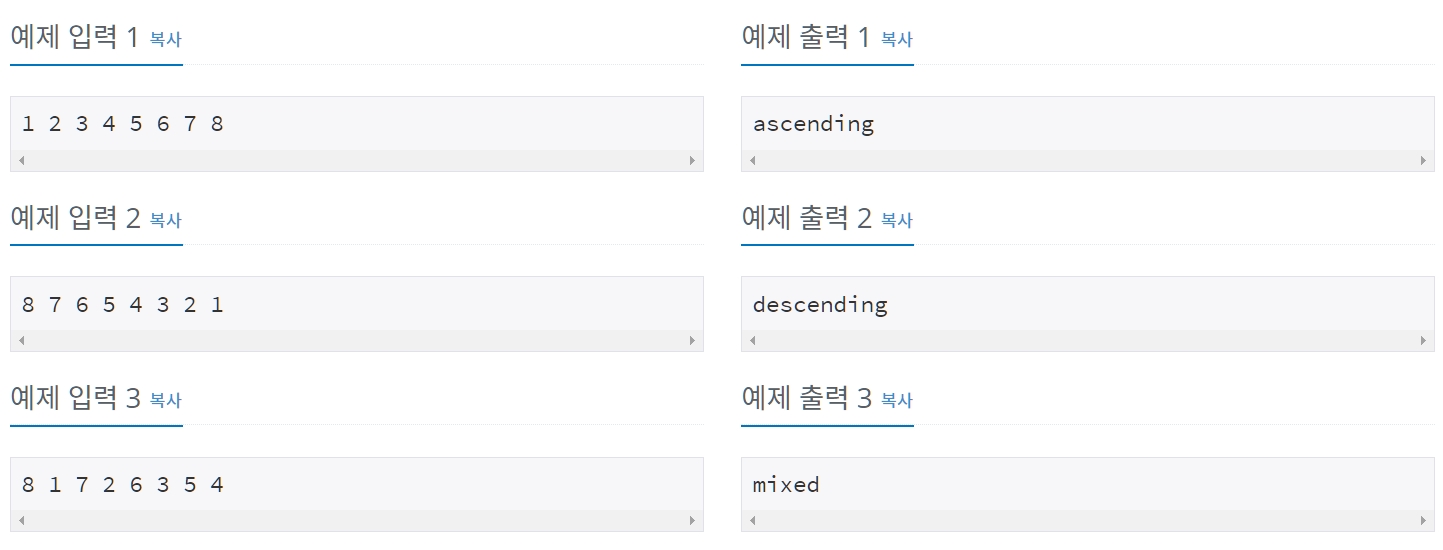 예제 입력 1 복사
예제 출력 1 복사
1 2 3 4 5 6 7 8
ascending
예제 입력 2 복사
예제 출력 2 복사
8 7 6 5 4 3 2 1
descending
예제 입력 3 복사
예제 출력 3 복사
8 1 7 2 6 3 5 4
mixed